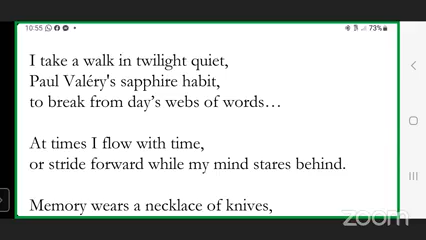 10:55
73%
I take a walk in twilight quiet,
Paul Valéry's sapphire habit,
to break from day's webs of words…
At times I flow with time,
or stride forward while my mind stares behind.
Memory wears a necklace of knives,
zoom